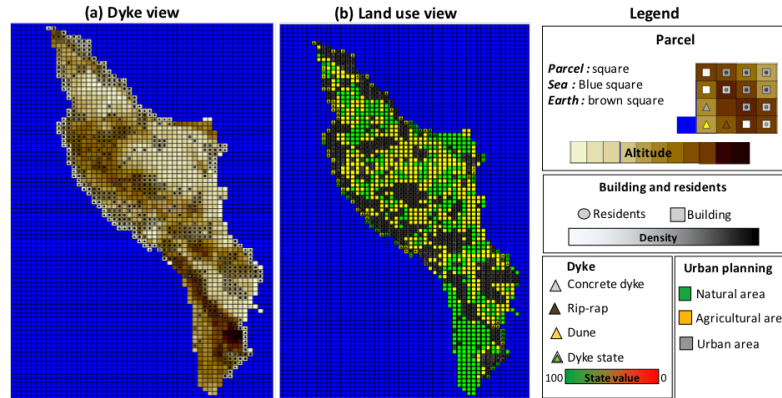 (a) Dyke view
(b) Land use view
Legend
Parcel
Parcel : square
Sea : Blue square
Earth : brown square
Altitude
Building and residents
Residents
Building
Density
Dyke
Concrete dyke
Rip-rap
Dune
Dyke state
100 State value 0
Urban planning
Natural area
Agricultural are
Urban area